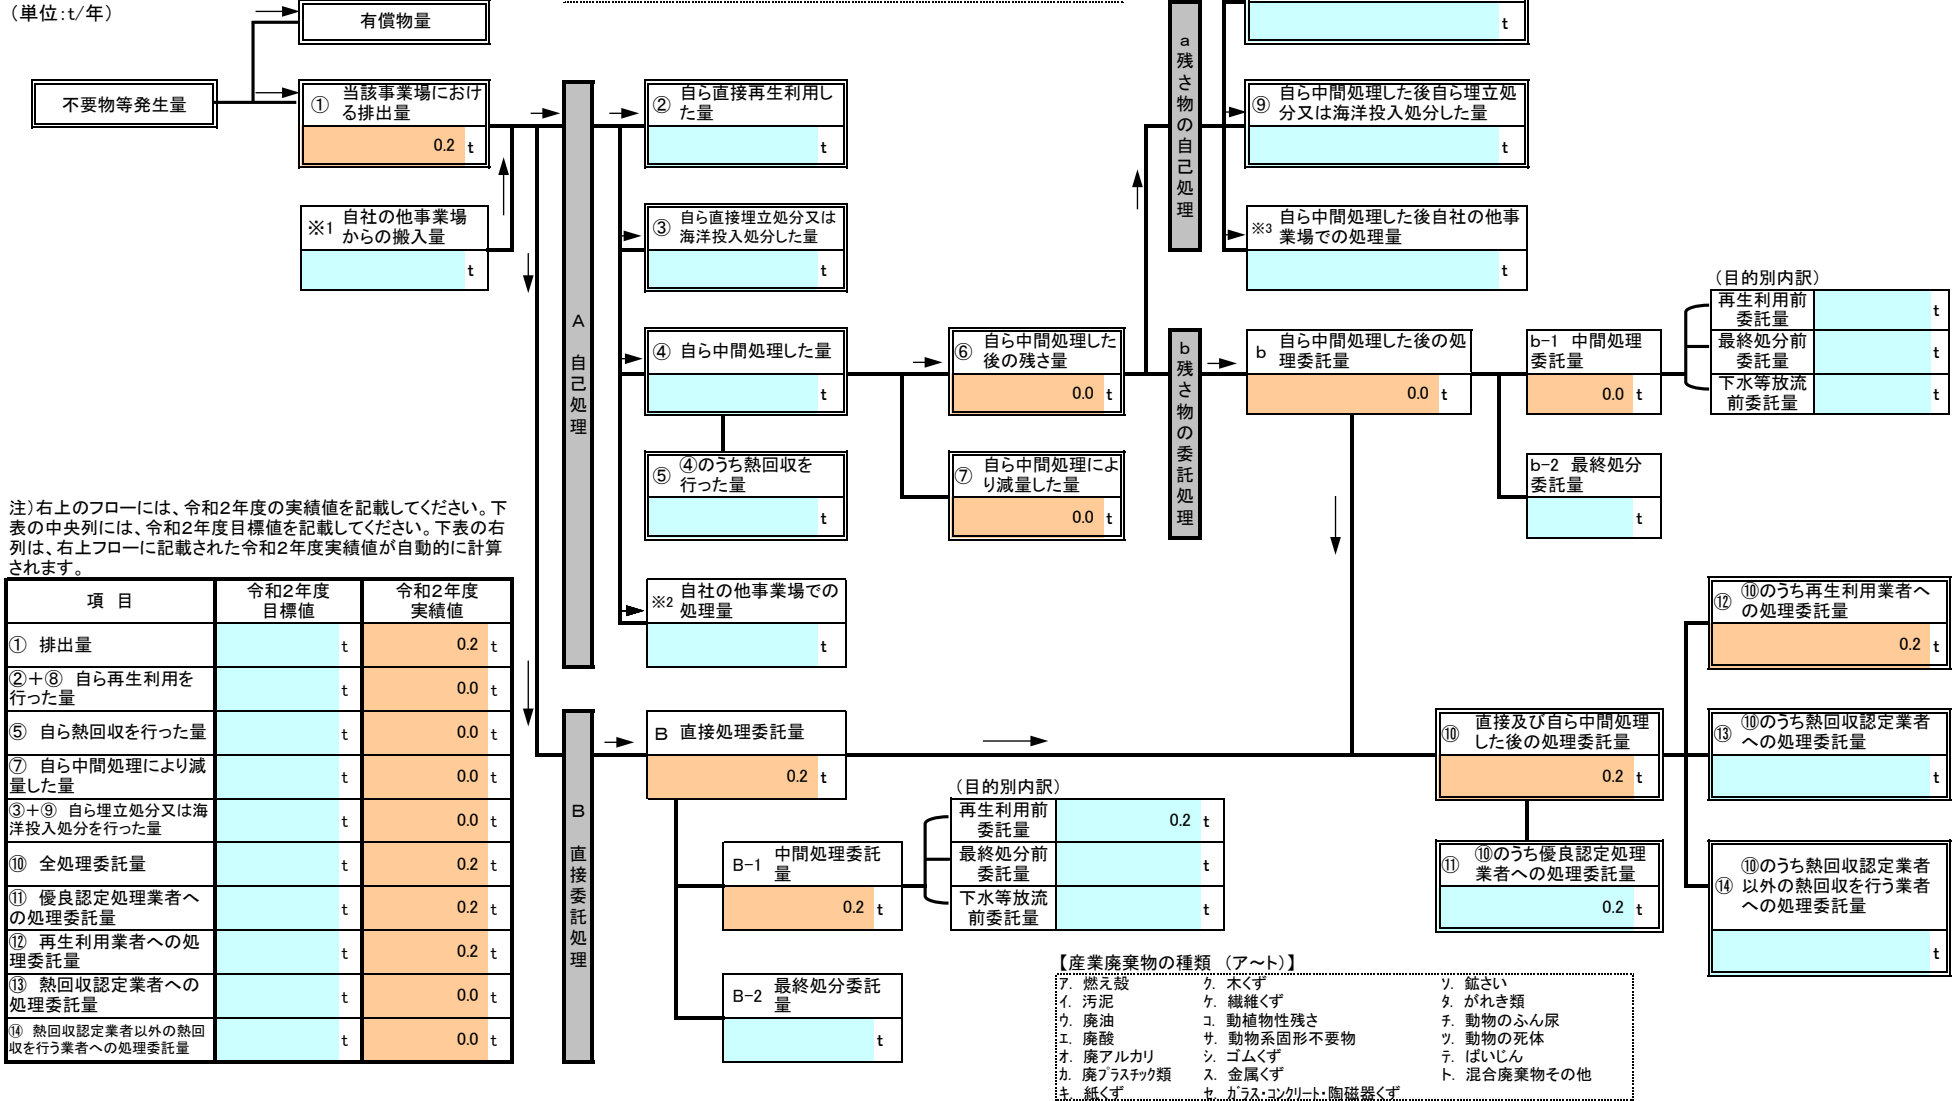 （単位：t/年）
有償物量
t
不要物等発生量
① 当該事業場におけ
る排出量
0.2 t
※1 自社の他事業場
からの搬入量
t
A 自己処理
② 自ら直接再生利用し
た量
t
③ 自ら直接埋立処分又は
海洋投入処分した量
t
④ 自ら中間処理した量
t
⑤ ④のうち熱回収を
行った量
t
※2 自社の他事業場での
処理量
t
⑥ 自ら中間処理した
後の残さ量
0.0 t
⑦ 自ら中間処理によ
り減量した量
0.0 t
a 残さ物の自己処理
⑨ 自ら中間処理した後自ら埋立処
分又は海洋投入処分した量
t
※3 自ら中間処理した後自社の他事
業場での処理量
t
b 残さ物の委託処理
b 自ら中間処理した後の処
理委託量
0.0 t
b-1 中間処理
委託量
0.0 t
b-2 最終処分
委託量
t
（目的別内訳）
再生利用前
委託量
t
最終処分前
委託量
t
下水等放流
前委託量
t
注）右上のフローには、令和２年度の実績値を記載してください。下
表の中央列には、令和２年度目標値を記載してください。下表の右
列は、右上フローに記載された令和２年度実績値が自動的に計算
されます。
項 目
令和２年度
目標値
令和２年度
実績値
① 排出量
t 0.2 t
②＋⑧ 自ら再生利用を
行った量
t 0.0 t
⑤ 自ら熱回収を行った量
t 0.0 t
⑦ 自ら中間処理により減
量した量
t 0.0 t
③＋⑨ 自ら埋立処分又は海
洋投入処分を行った量
t 0.0 t
⑩ 全処理委託量
t 0.2 t
⑪ 優良認定処理業者へ
の処理委託量
t 0.2 t
⑫ 再生利用業者への処
理委託量
t 0.2 t
⑬ 熱回収認定業者への
処理委託量
t 0.0 t
⑭ 熱回収認定業者以外の熱回
収を行う業者への処理委託量
t 0.0 t
B 直接委託処理
B 直接処理委託量
0.2 t
B-1 中間処理委託
量
0.2 t
B-2 最終処分委託
量
t
（目的別内訳）
再生利用前
委託量
0.2 t
最終処分前
委託量
t
下水等放流
前委託量
t
⑩ 直接及び自ら中間処理
した後の処理委託量
0.2 t
⑪ ⑩のうち優良認定処理
業者への処理委託量
0.2 t
⑫ ⑩のうち再生利用業者へ
の処理委託量
0.2 t
⑬ ⑩のうち熱回収認定業者
への処理委託量
t
⑭ ⑩のうち熱回収認定業者
以外の熱回収を行う業者
への処理委託量
t
【産業廃棄物の種類 （ア～ト）】
ｱ. 燃え殻 ｸ. 木くず ｿ. 鉱さい
ｲ. 汚泥 ｹ. 繊維くず ﾀ. がれき類
ｳ. 廃油 ｺ. 動植物性残さ ﾁ. 動物のふん尿
ｴ. 廃酸 ｻ. 動物系固形不要物 ﾂ. 動物の死体
ｵ. 廃アルカリ ｼ. ゴムくず ﾃ. ばいじん
ｶ. 廃ﾌﾟﾗｽﾁｯｸ類 ｽ. 金属くず ﾄ. 混合廃棄物その他
ｷ. 紙くず ｾ. ｶﾞﾗｽ・ｺﾝｸﾘｰﾄ・陶磁器くず